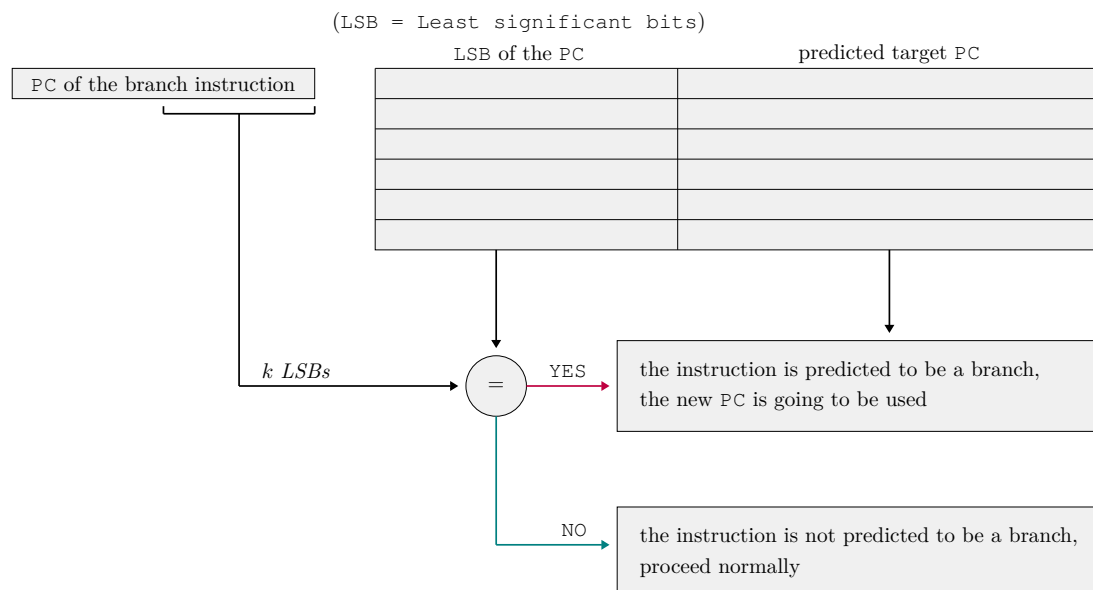 (LSB = Least significant bits)
LSB of the PC
predicted target PC
PC of the branch instruction
k LSBs
=
YES
the instruction is predicted to be a branch,
the new PC is going to be used
NO
the instruction is not predicted to be a branch,
proceed normally